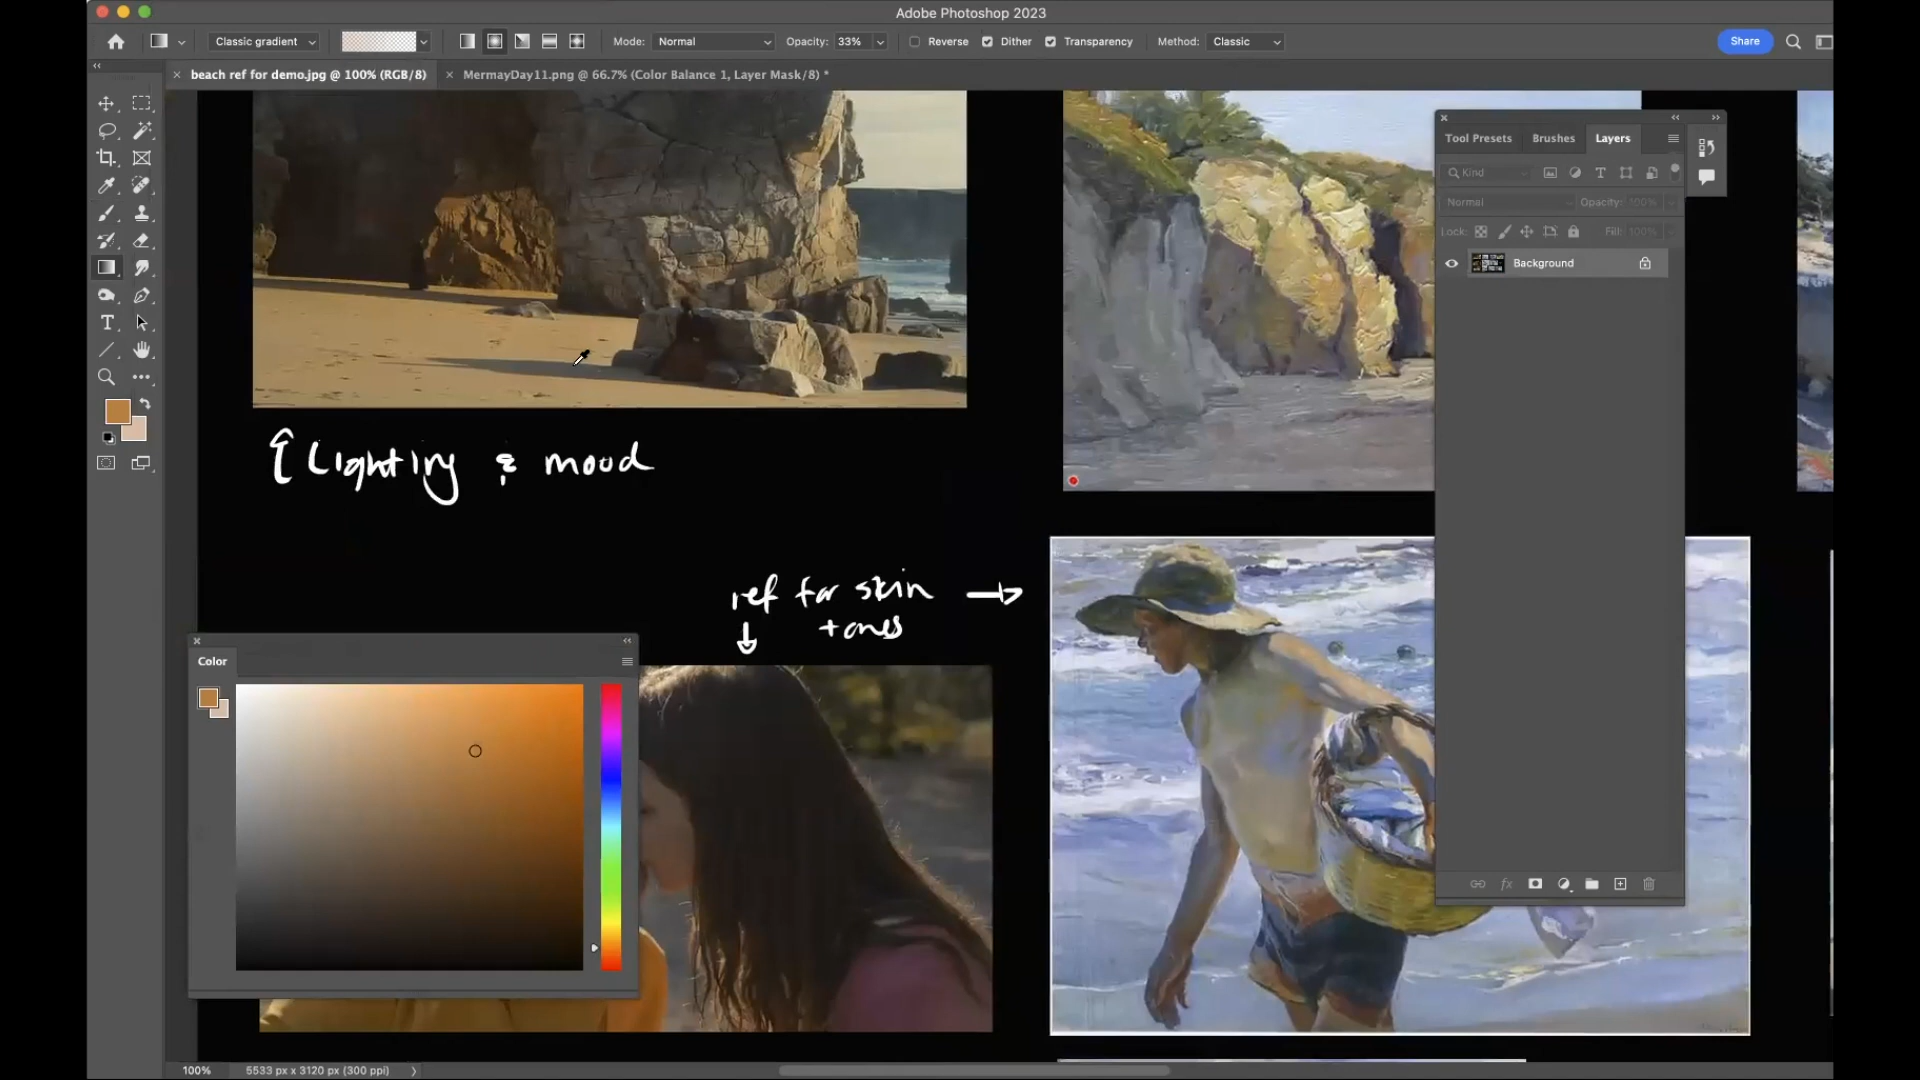 Adobe Photoshop 2023
Classic gradient
Mode: Normal
Opacity: 33%
Reverse
Dither
Transparency
Method: Classic
Share
beach ref for demo.jpg @ 100% (RGB/8)
MermayDay11.png @ 66.7% (Color Balance 1, Layer Mask/8) *
Tool Presets
Brushes
Layers
Kind
Normal
Opacity: 100%
Lock:
Fill: 100%
Background
Lighting & mood
ref for skin
tones
Color
100%
5533 px x 3120 px (300 ppi)